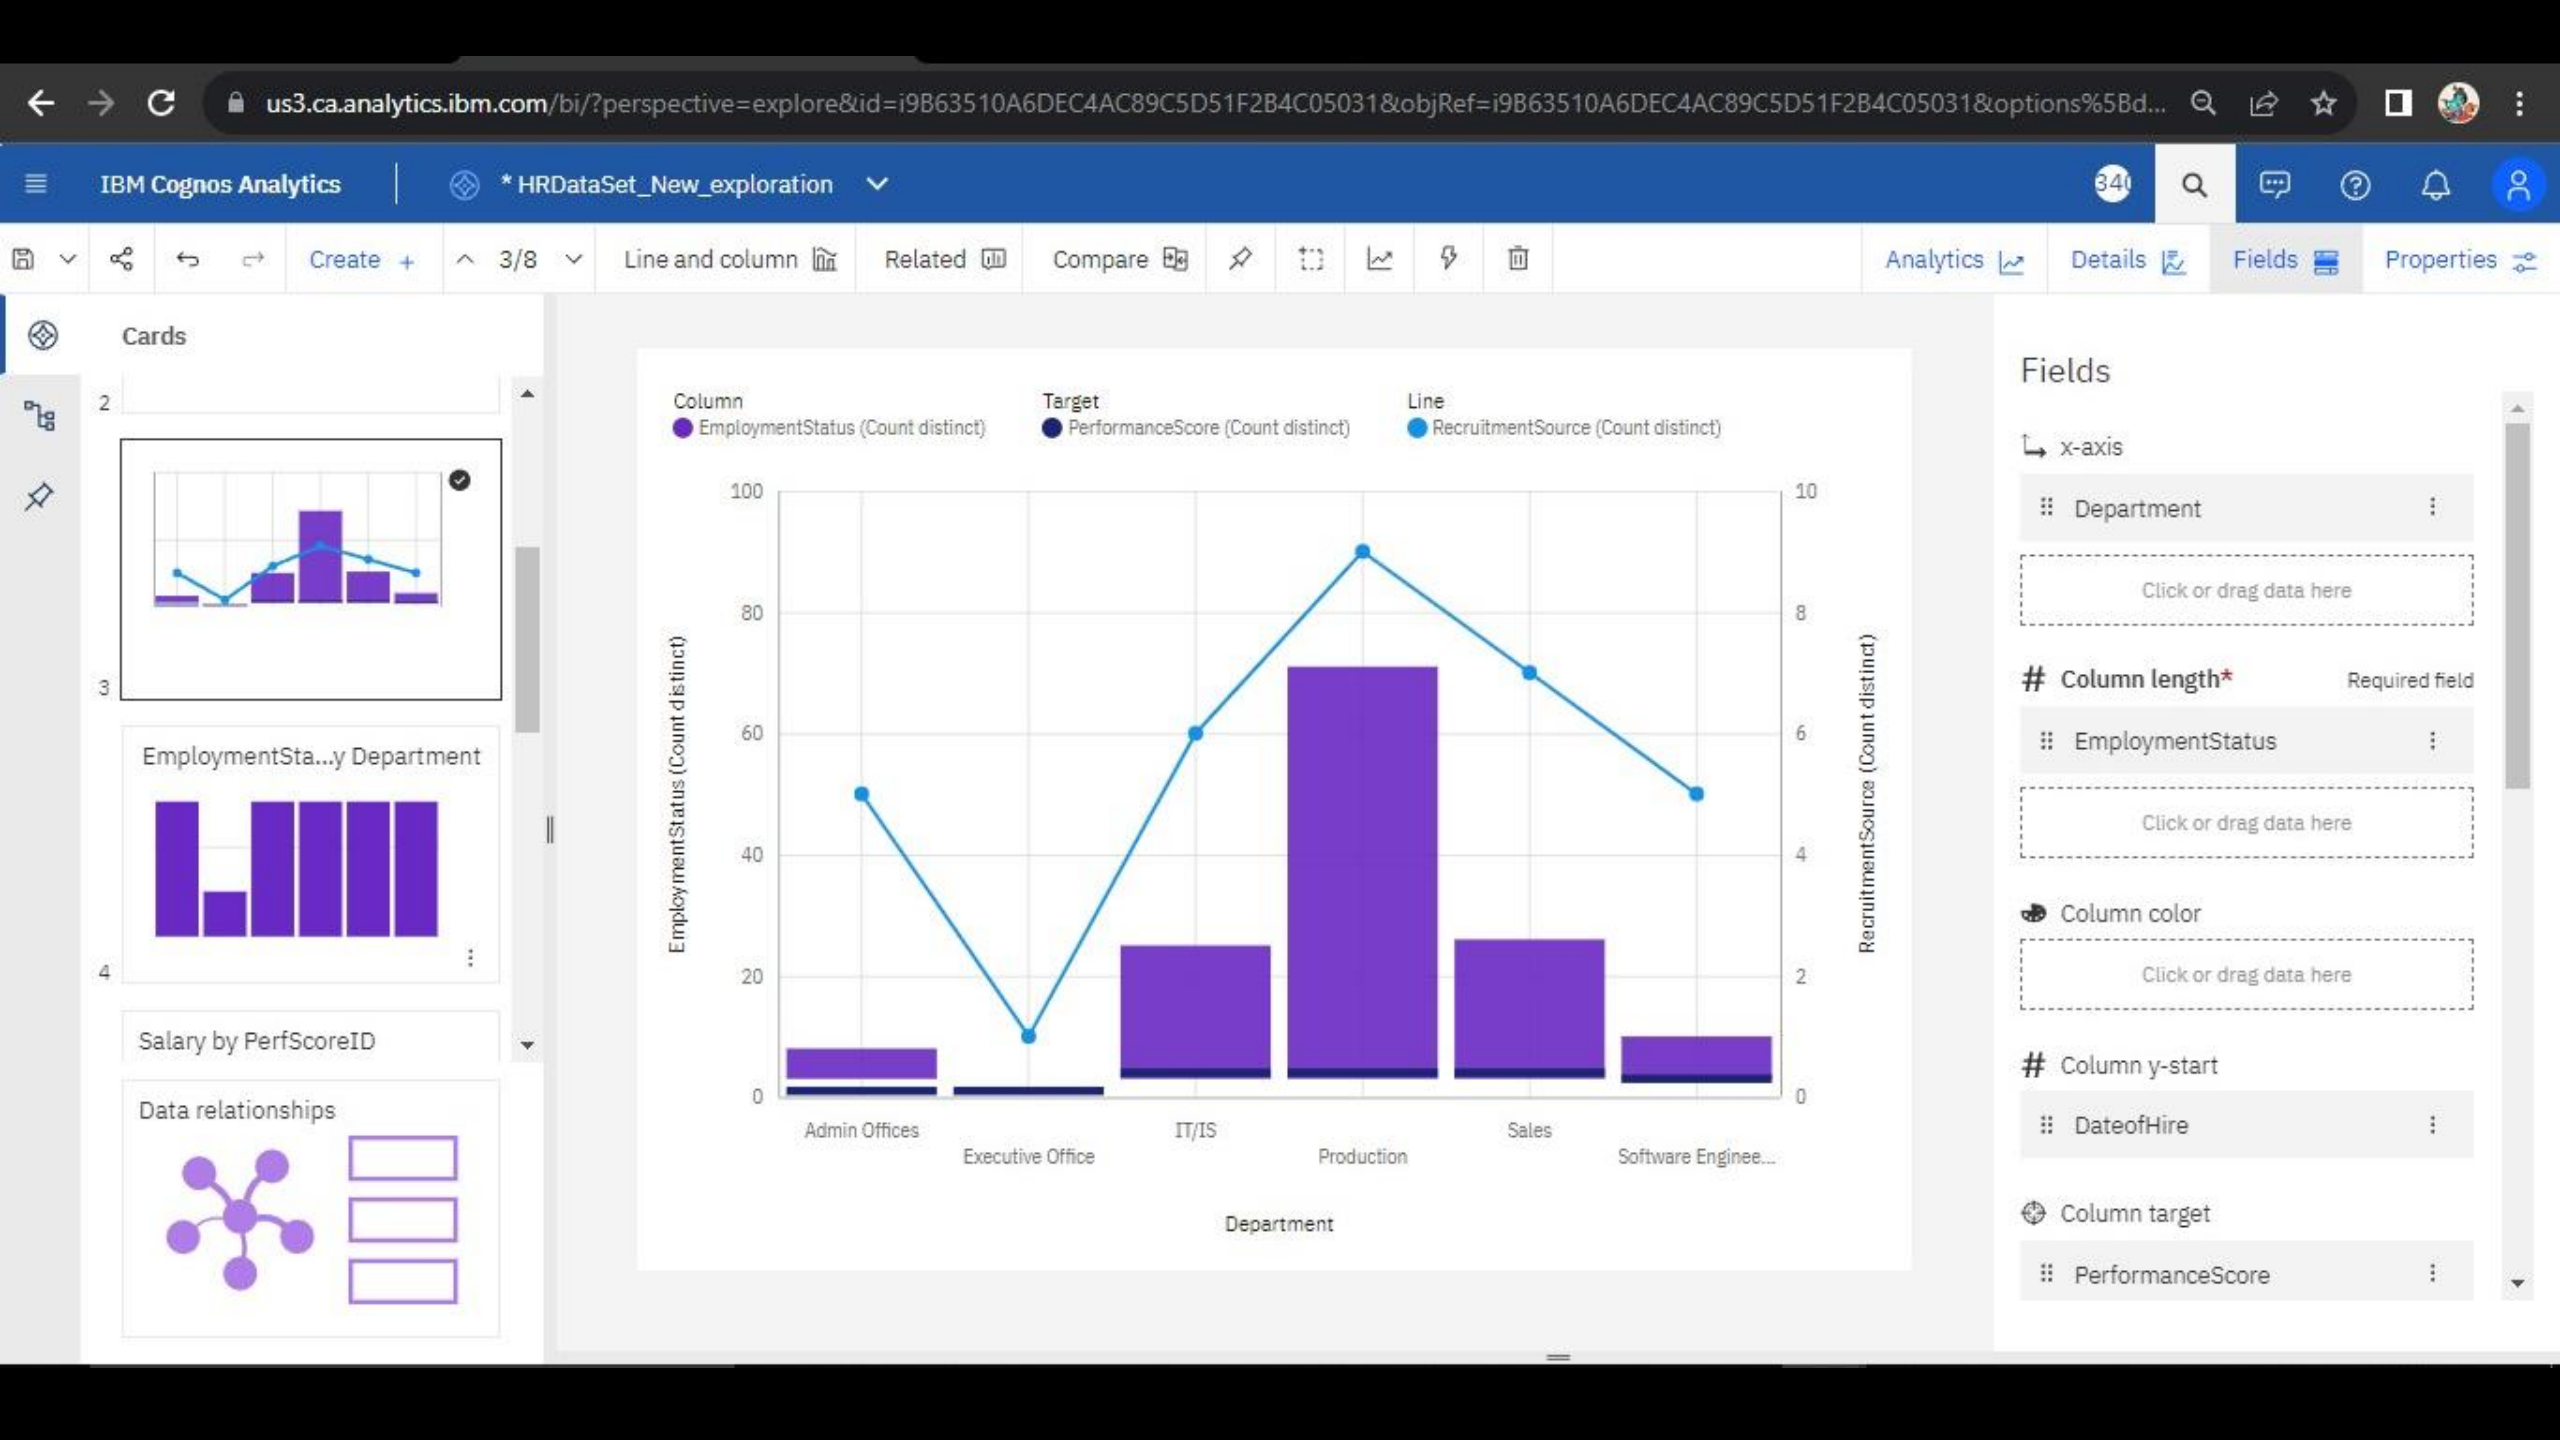 us3.ca.analytics.ibm.com/bi/?perspective=explore&id=i9B63510A6DEC4AC89C5D51F2B4C05031&objRef=i9B63510A6DEC4AC89C5D51F2B4C05031&options%5Bd...
IBM Cognos Analytics
* HRDataSet_New_exploration
34
Create +
3/8
Line and column
Related
Compare
Analytics
Details
Fields
Properties
Cards
2
3
EmploymentSta...y Department
4
Salary by PerfScoreID
Data relationships
Column
EmploymentStatus (Count distinct)
Target
PerformanceScore (Count distinct)
Line
RecruitmentSource (Count distinct)
EmploymentStatus (Count distinct)
100
80
60
40
20
0
10
8
6
4
2
0
RecruitmentSource (Count distinct)
Admin Offices
Executive Office
IT/IS
Production
Sales
Software Enginee...
Department
Fields
x-axis
Department
Click or drag data here
# Column length* Required field
EmploymentStatus
Click or drag data here
Column color
Click or drag data here
# Column y-start
DateofHire
Column target
PerformanceScore